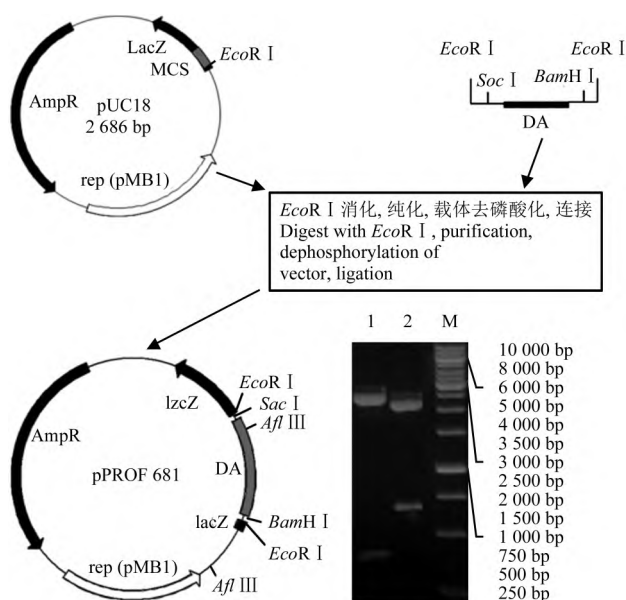 LacZ
MCS
EcoR I
AmpR
pUC18
2 686 bp
rep (pMB1)
EcoR I
EcoR I
Soc I
BamH I
DA
EcoR I 消化, 纯化, 载体去磷酸化, 连接
Digest with EcoR I, purification,
dephosphorylation of
vector, ligation
lzcZ
EcoR I
Sac I
Afl III
AmpR
pPROF 681
DA
lacZ
BamH I
EcoR I
rep (pMB1)
Afl III
1 2 M
10 000 bp
8 000 bp
6 000 bp
5 000 bp
4 000 bp
3 500 bp
3 000 bp
2 500 bp
2 000 bp
1 500 bp
1 000 bp
750 bp
500 bp
250 bp